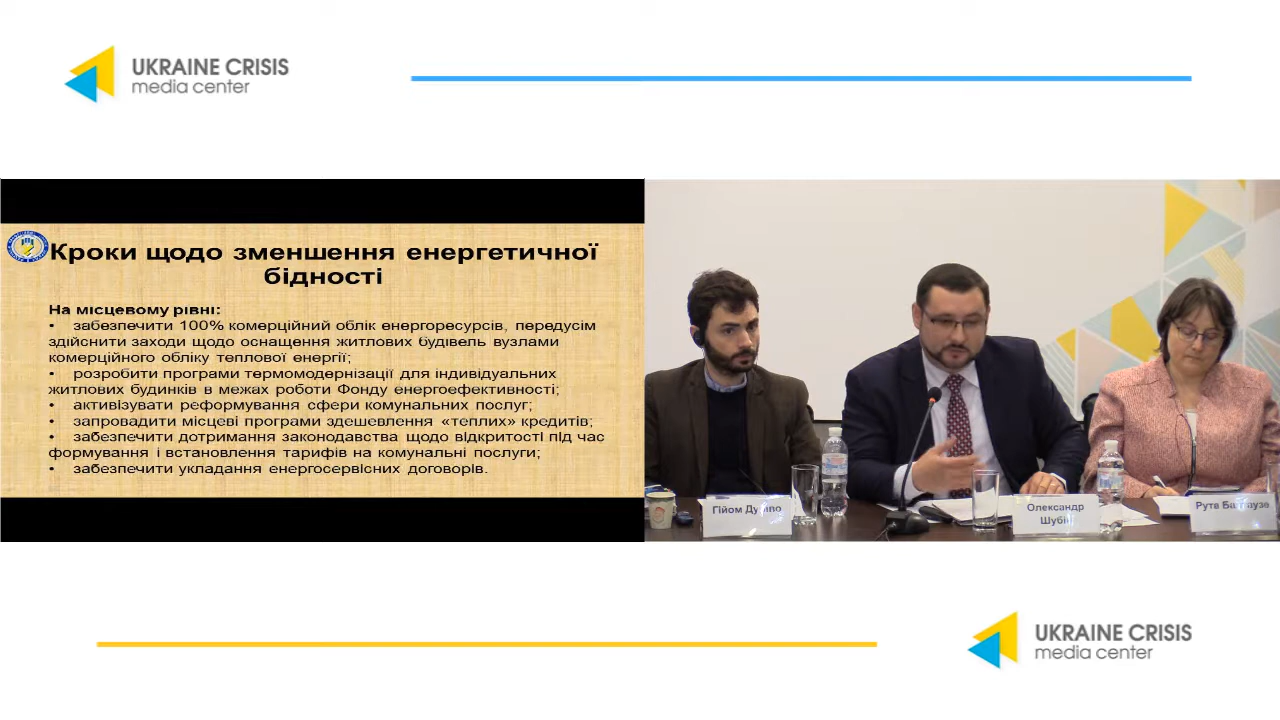 UKRAINE CRISIS
media center
Кроки щодо зменшення енергетичної
бідності
На місцевому рівні:
• забезпечити 100% комерційний облік енергоресурсів, передусім
здійснити заходи щодо оснащення житлових будівель вузлами
комерційного обліку теплової енергії;
• розробити програми термомодернізації для індивідуальних
житлових будинків в межах роботи Фонду енергоефективності;
• активізувати реформування сфери комунальних послуг;
• запровадити місцеві програми здешевлення «теплих» кредитів;
• забезпечити дотримання законодавства щодо відкритості під час
формування і встановлення тарифів на комунальні послуги;
• забезпечити укладання енергосервісних договорів.
Гійом
Олександр
Шубін
Рута
UKRAINE CRISIS
media center